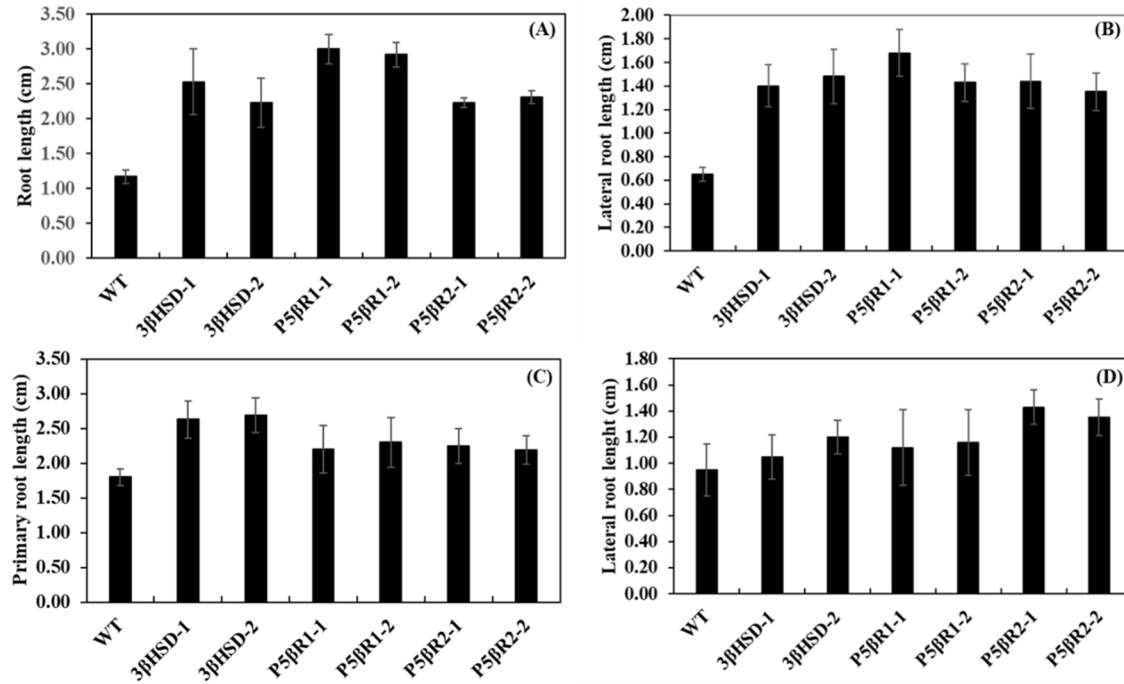 (A)
Root length (cm)
3.50
3.00
2.50
2.00
1.50
1.00
0.50
0.00
WT
3βHSD-1
3βHSD-2
P5βR1-1
P5βR1-2
P5βR2-1
P5βR2-2
(B)
Lateral root length (cm)
2.00
1.80
1.60
1.40
1.20
1.00
0.80
0.60
0.40
0.20
0.00
WT
3βHSD-1
3βHSD-2
P5βR1-1
P5βR1-2
P5βR2-1
P5βR2-2
(C)
Primary root length (cm)
3.50
3.00
2.50
2.00
1.50
1.00
0.50
0.00
WT
3βHSD-1
3βHSD-2
P5βR1-1
P5βR1-2
P5βR2-1
P5βR2-2
(D)
Lateral root lenght (cm)
1.80
1.60
1.40
1.20
1.00
0.80
0.60
0.40
0.20
0.00
WT
3βHSD-1
3βHSD-2
P5βR1-1
P5βR1-2
P5βR2-1
P5βR2-2